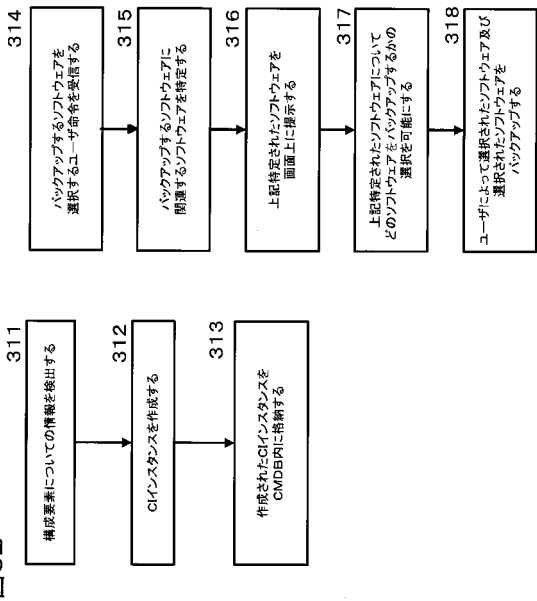 311
構成要素についての情報を検出する
312
CIインスタンスを作成する
313
作成されたCIインスタンスを
CMDB内に格納する
314
バックアップするソフトウェアを
選択するユーザ命令を受信する
315
バックアップするソフトウェアに
関連するソフトウェアを特定する
316
上記特定されたソフトウェアを
画面上に提示する
317
上記特定されたソフトウェアについて
どのソフトウェアをバックアップするかの
選択を可能にする
318
ユーザによって選択されたソフトウェア及び
選択されたソフトウェアを
バックアップする